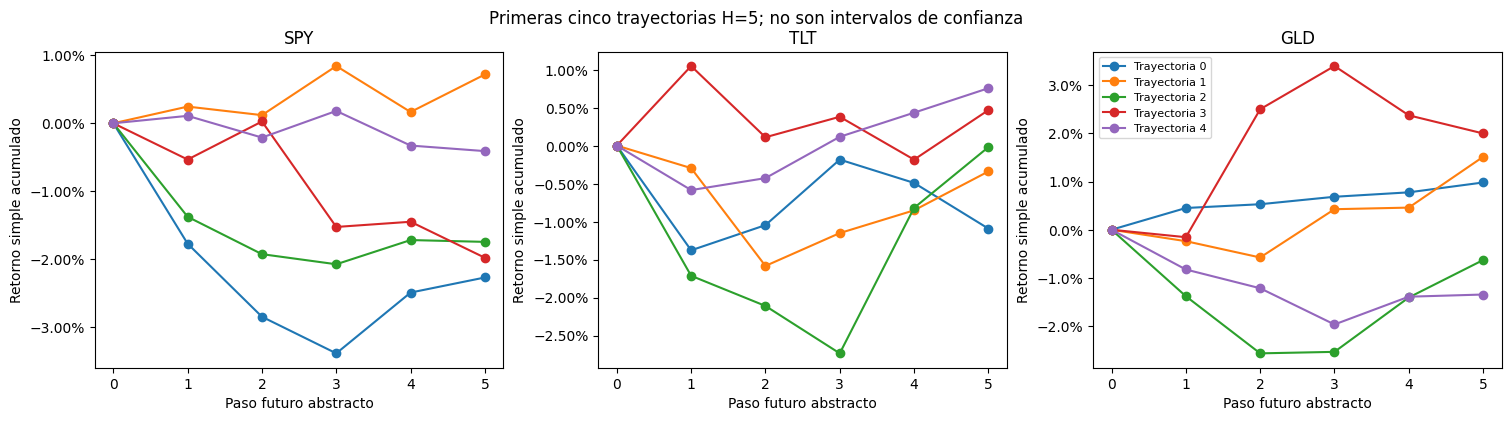 Primeras cinco trayectorias H=5; no son intervalos de confianza
SPY
Retorno simple acumulado
1.00%
0.00%
−1.00%
−2.00%
−3.00%
0 1 2 3 4 5
Paso futuro abstracto
TLT
Retorno simple acumulado
1.00%
0.50%
0.00%
−0.50%
−1.00%
−1.50%
−2.00%
−2.50%
0 1 2 3 4 5
Paso futuro abstracto
GLD
Retorno simple acumulado
3.0%
2.0%
1.0%
0.0%
−1.0%
−2.0%
Trayectoria 0
Trayectoria 1
Trayectoria 2
Trayectoria 3
Trayectoria 4
0 1 2 3 4 5
Paso futuro abstracto